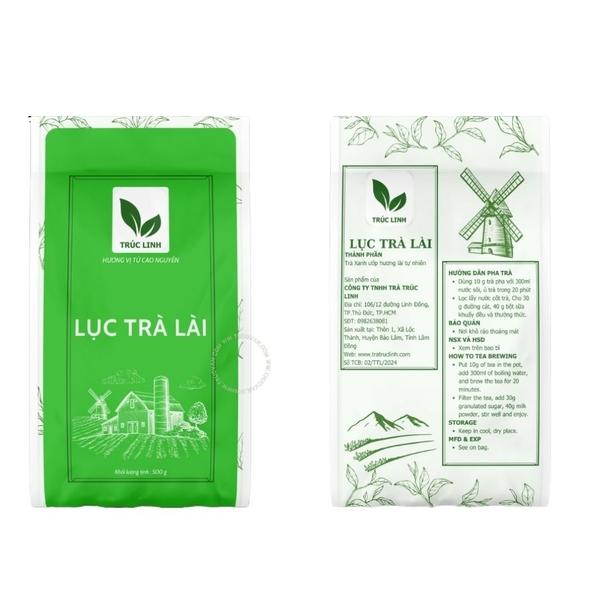 TRÚC LINH
HƯƠNG VỊ TỪ CAO NGUYÊN
LỤC TRÀ LÀI
Khối lượng tịnh : 500 g
TRÚC LINH
LỤC TRÀ LÀI
THÀNH PHẦN
Trà Xanh ướp hương lài tự nhiên
Sản phẩm của
CÔNG TY TNHH TRÀ TRÚC
LINH
Địa chỉ: 106/12 đường Linh Đông,
TP.Thủ Đức, TP.HCM
SĐT: 0982638081
Sản xuất tại: Thôn 1, Xã Lộc
Thành, Huyện Bảo Lâm, Tỉnh Lâm
Đồng
Web: www.tratruclinh.com
Số TCB: 02/TTL/2024
HƯỚNG DẪN PHA TRÀ
• Dùng 10 g trà pha với 300ml
nước sôi, ủ trà trong 20 phút
• Lọc lấy nước cốt trà, Cho 30
g đường cát, 40 g bột sữa
khuấy đều và thưởng thức.
BẢO QUẢN
• Nơi khô ráo thoáng mát
NSX VÀ HSD
• Xem trên bao bì
HOW TO TEA BREWING
• Put 10g of tea in the pet,
add 300ml of boiling water,
and brew the tea for 20
minutes.
• Filter the tea, add 30g
granulated sugar, 40g milk
powder, stir well and enjoy.
STORAGE
• Keep in cool, dry place.
MFD & EXP
• See on bag.